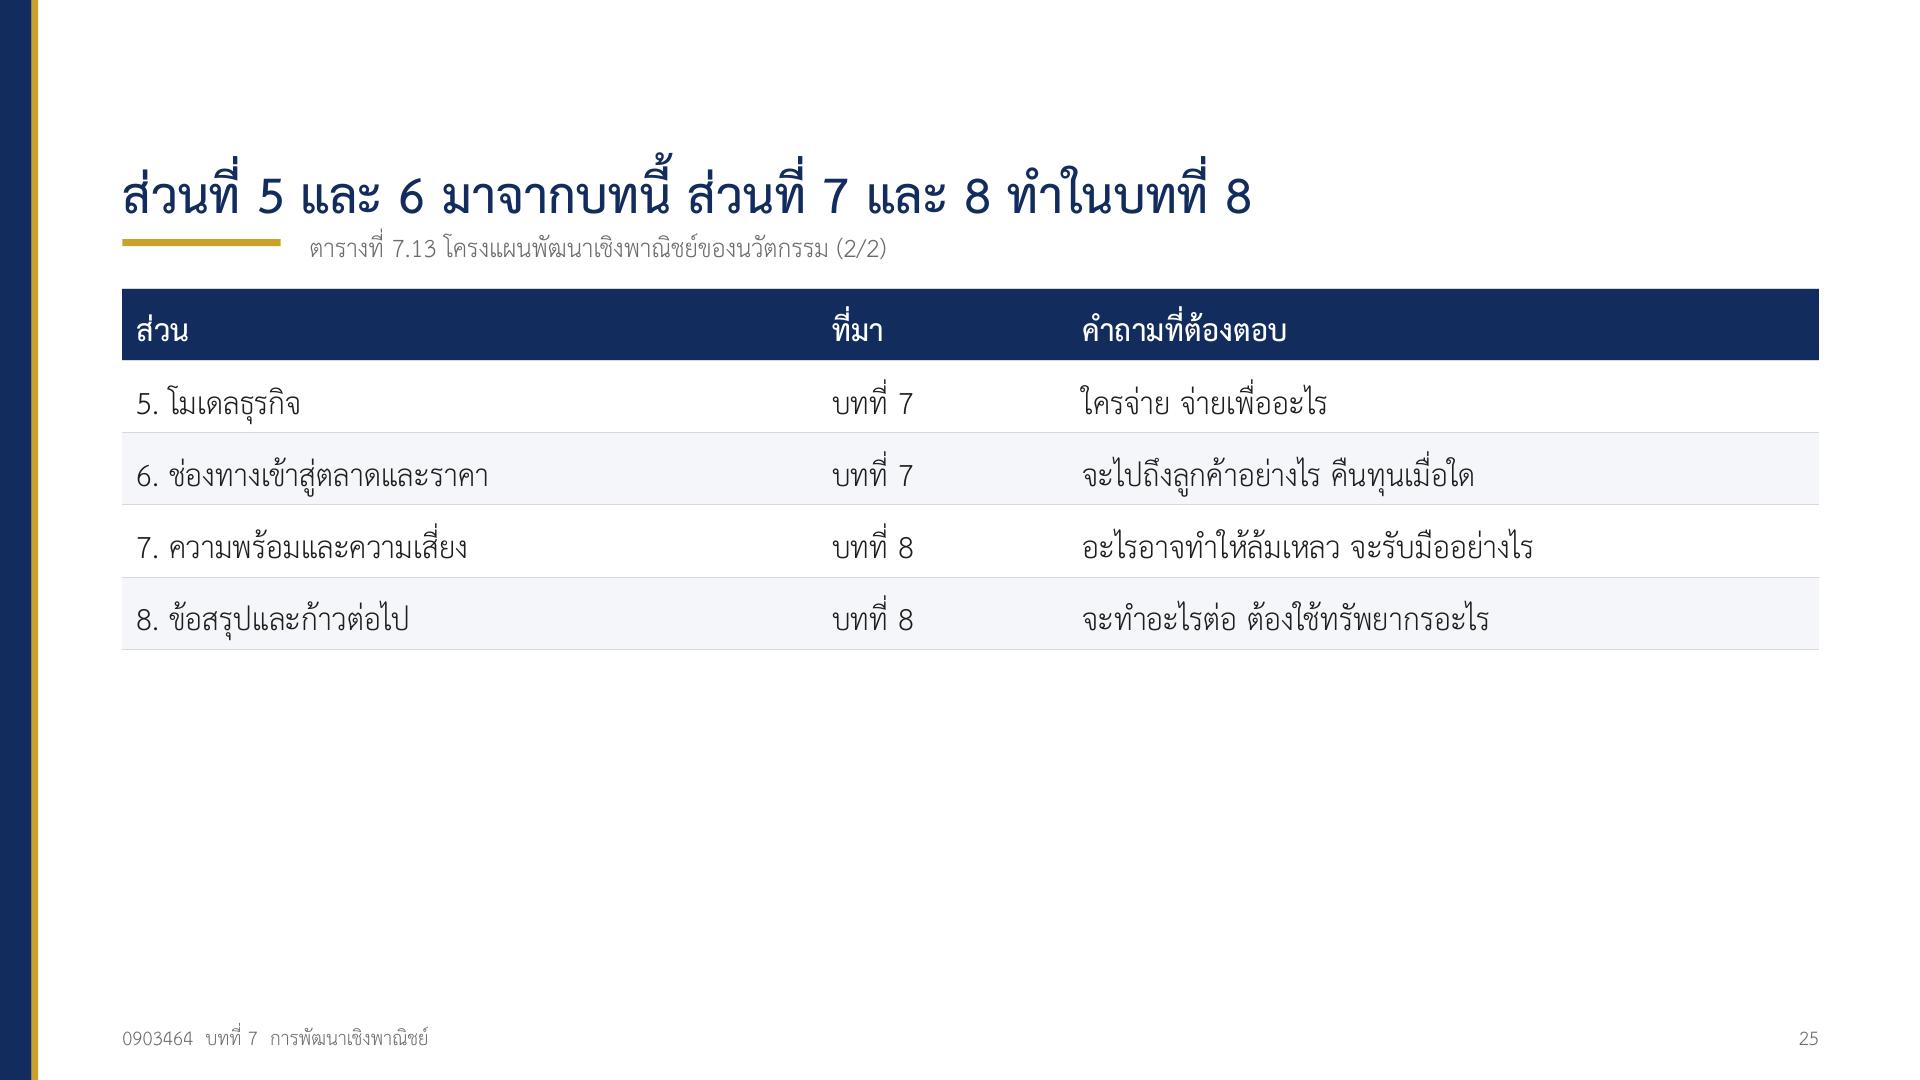 ส่วนที่ 5 และ 6 มาจากบทนี้ ส่วนที่ 7 และ 8 ทำในบทที่ 8
ตารางที่ 7.13 โครงแผนพัฒนาเชิงพาณิชย์ของนวัตกรรม (2/2)
ส่วน ที่มา คำถามที่ต้องตอบ
5. โมเดลธุรกิจ บทที่ 7 ใครจ่าย จ่ายเพื่ออะไร
6. ช่องทางเข้าสู่ตลาดและราคา บทที่ 7 จะไปถึงลูกค้าอย่างไร คืนทุนเมื่อใด
7. ความพร้อมและความเสี่ยง บทที่ 8 อะไรอาจทำให้ล้มเหลว จะรับมืออย่างไร
8. ข้อสรุปและก้าวต่อไป บทที่ 8 จะทำอะไรต่อ ต้องใช้ทรัพยากรอะไร
0903464 บทที่ 7 การพัฒนาเชิงพาณิชย์ 25